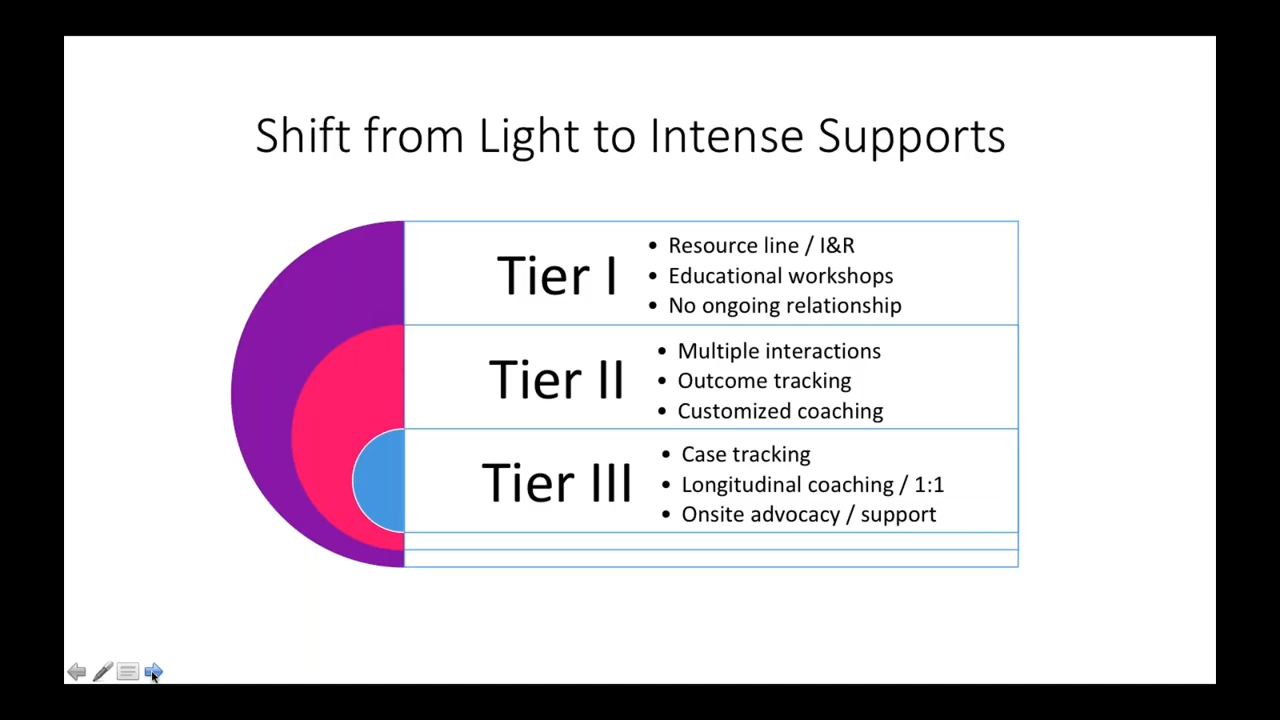 Shift from Light to Intense Supports
Tier I
• Resource line / I&R
• Educational workshops
• No ongoing relationship
Tier II
• Multiple interactions
• Outcome tracking
• Customized coaching
Tier III
• Case tracking
• Longitudinal coaching / 1:1
• Onsite advocacy / support